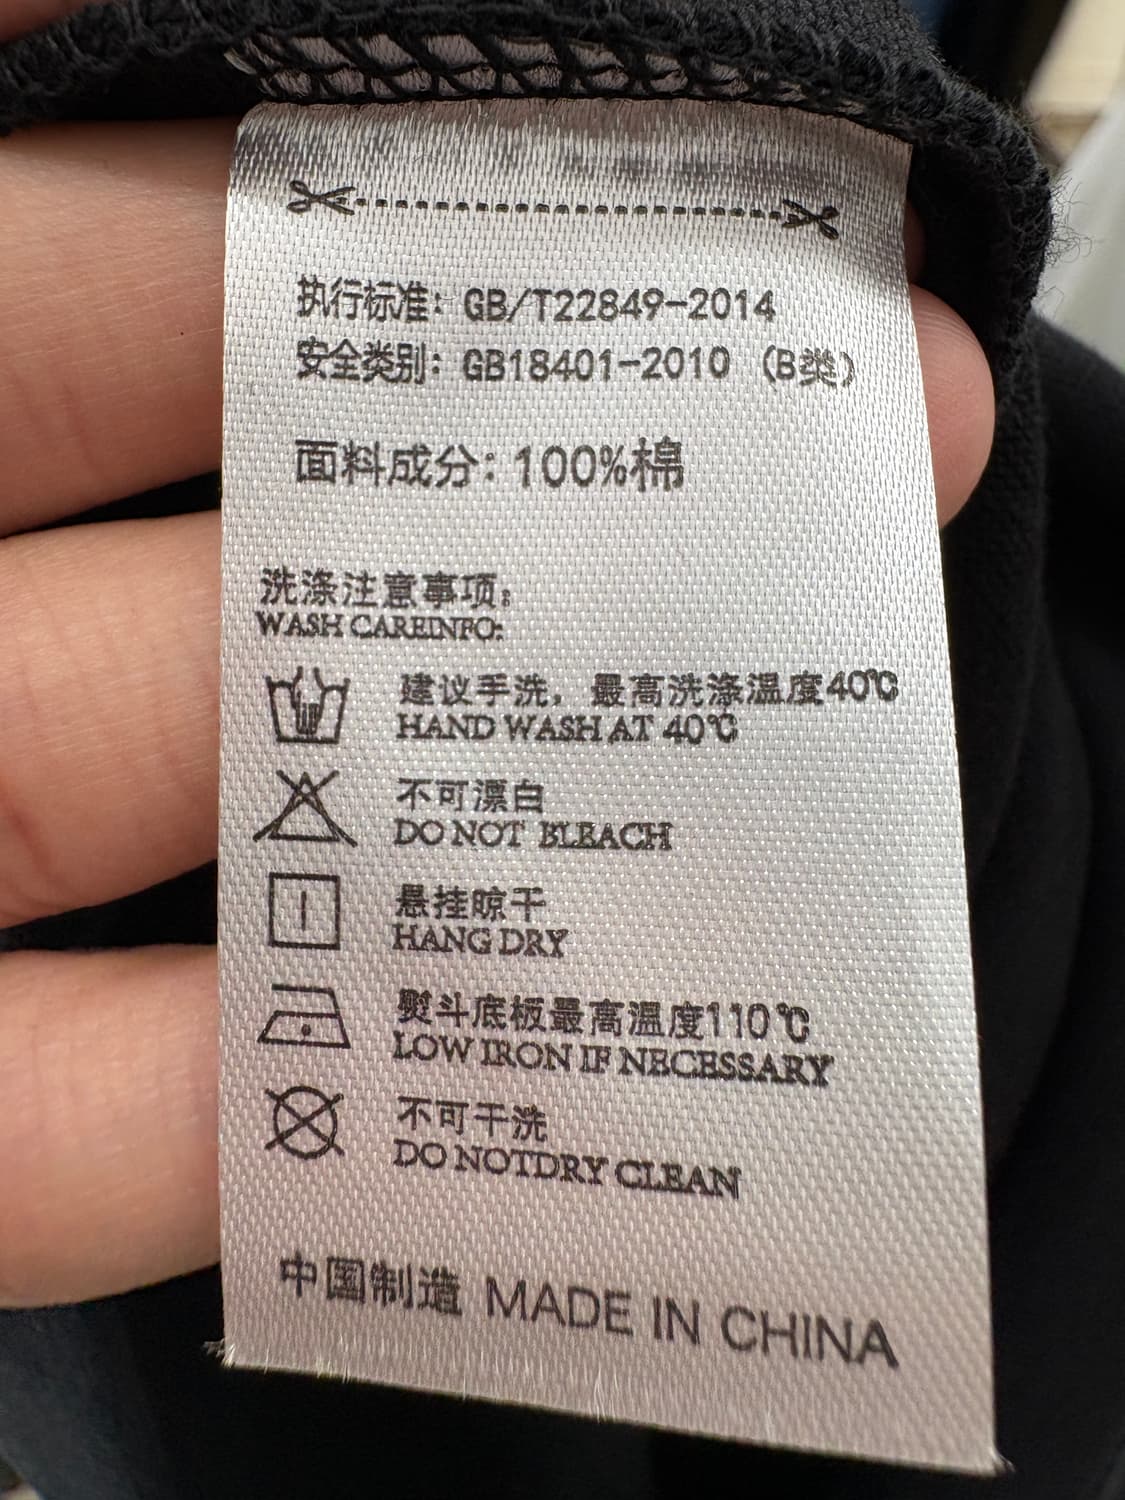 执行标准：GB/T22849-2014
安全类别：GB18401-2010（B类）
面料成分：100%棉
洗涤注意事项：
WASH CAREINFO:
建议手洗，最高洗涤温度40℃
HAND WASH AT 40℃
不可漂白
DO NOT BLEACH
悬挂晾干
HANG DRY
熨斗底板最高温度110℃
LOW IRON IF NECESSARY
不可干洗
DO NOTDRY CLEAN
中国制造 MADE IN CHINA